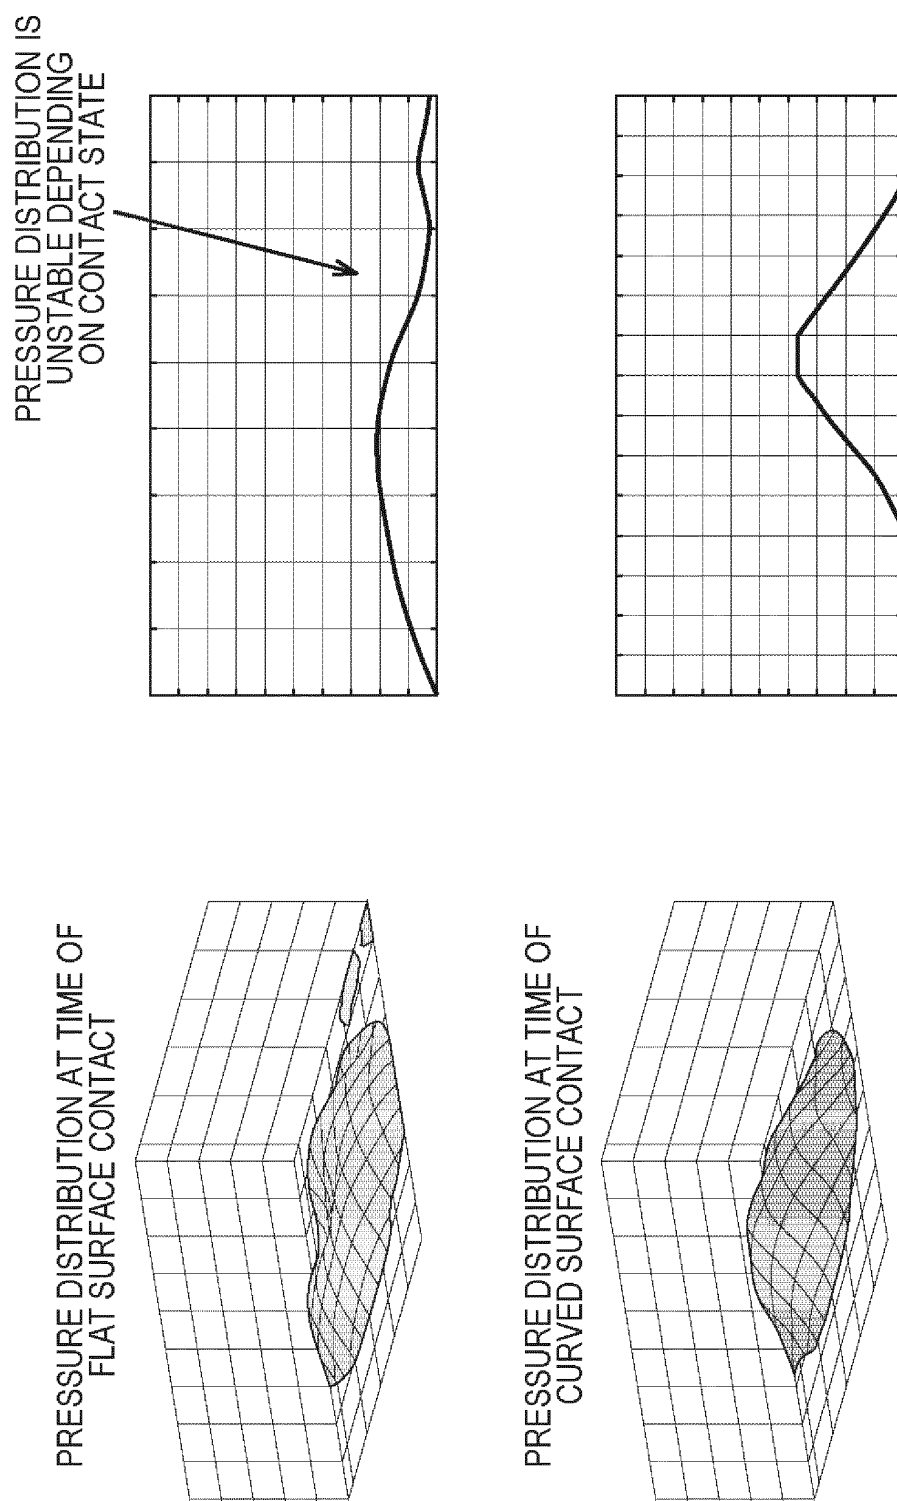 PRESSURE DISTRIBUTION AT TIME OF
FLAT SURFACE CONTACT
PRESSURE DISTRIBUTION IS
UNSTABLE DEPENDING
ON CONTACT STATE
PRESSURE DISTRIBUTION AT TIME OF
CURVED SURFACE CONTACT